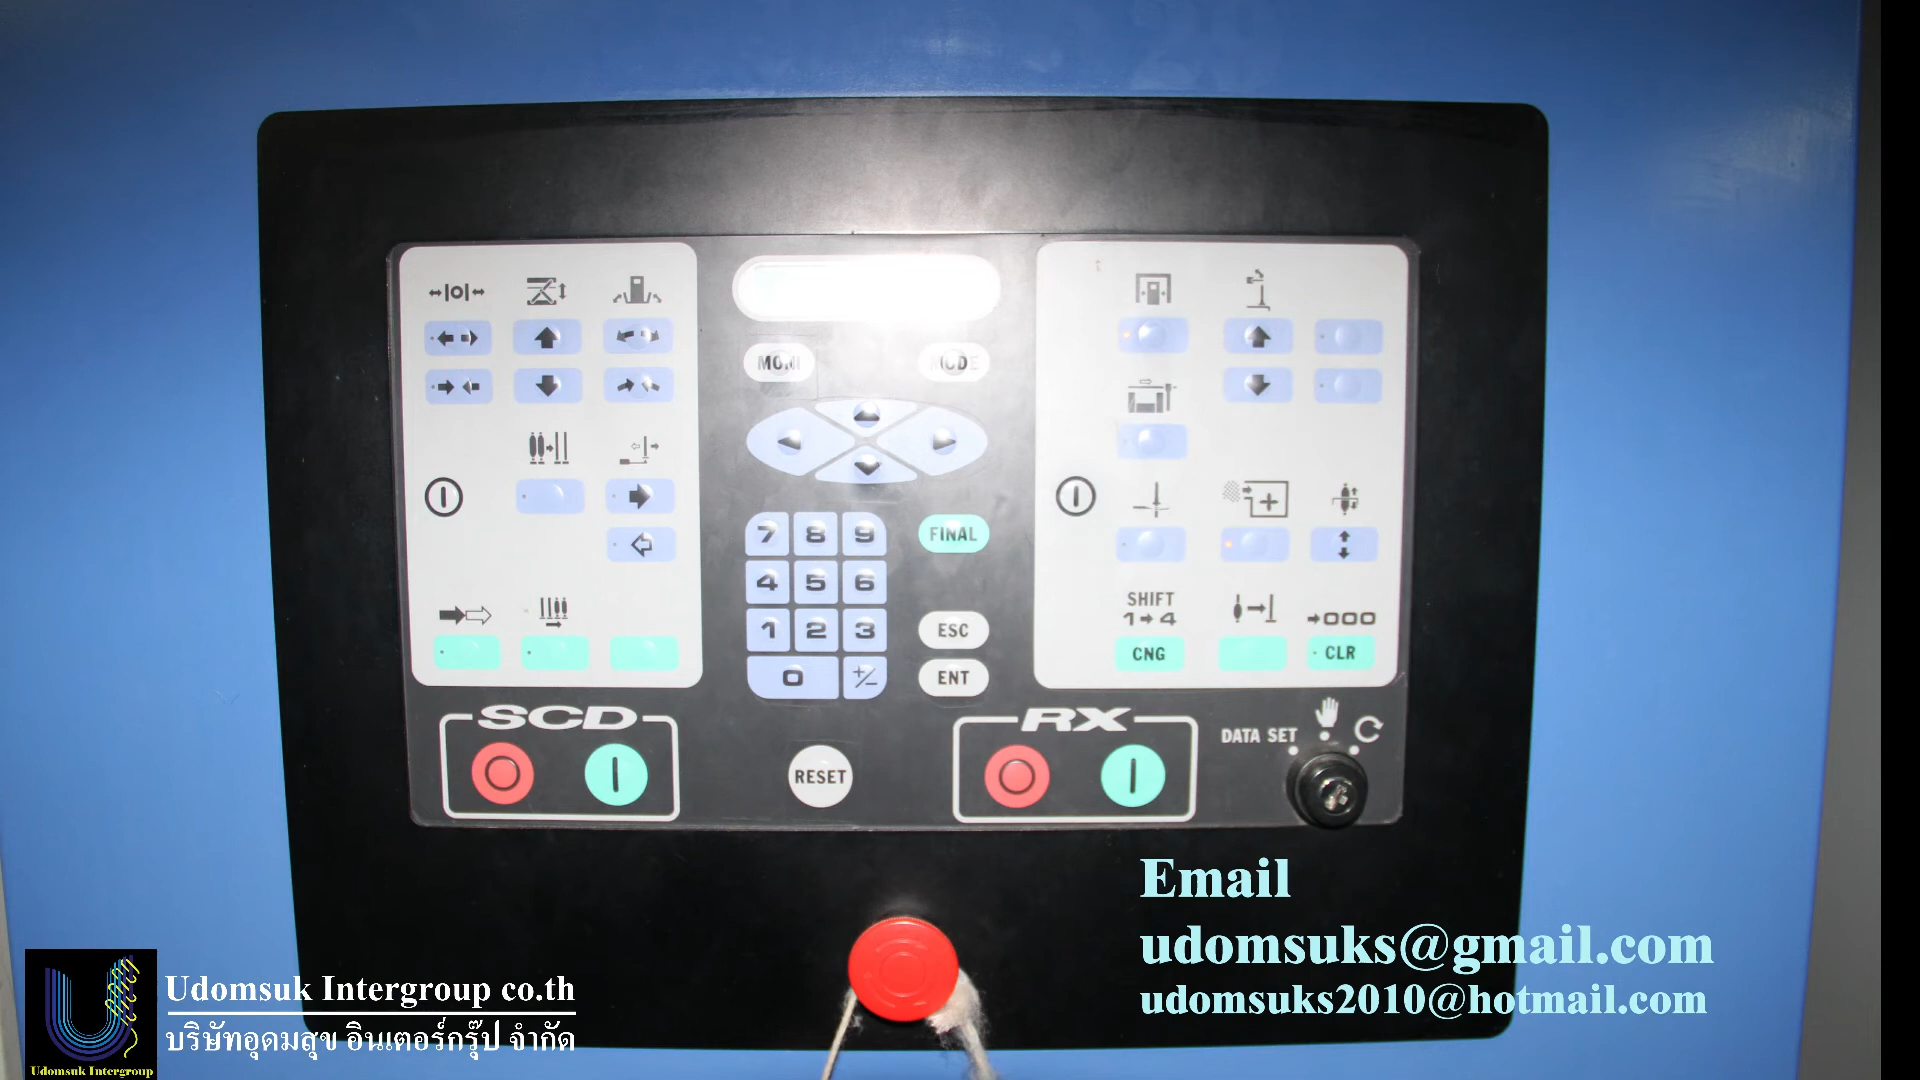 MONI
MODE
7 8 9
FINAL
4 5 6
1 2 3
ESC
0 +/-
ENT
SHIFT
1→4
→000
CNG
CLR
SCD
RESET
RX
DATA SET
Email
udomsuks@gmail.com
udomsuks2010@hotmail.com
Udomsuk Intergroup co.th
บริษัทอุดมสุข อินเตอร์กรุ๊ป จำกัด
Udomsuk Intergroup